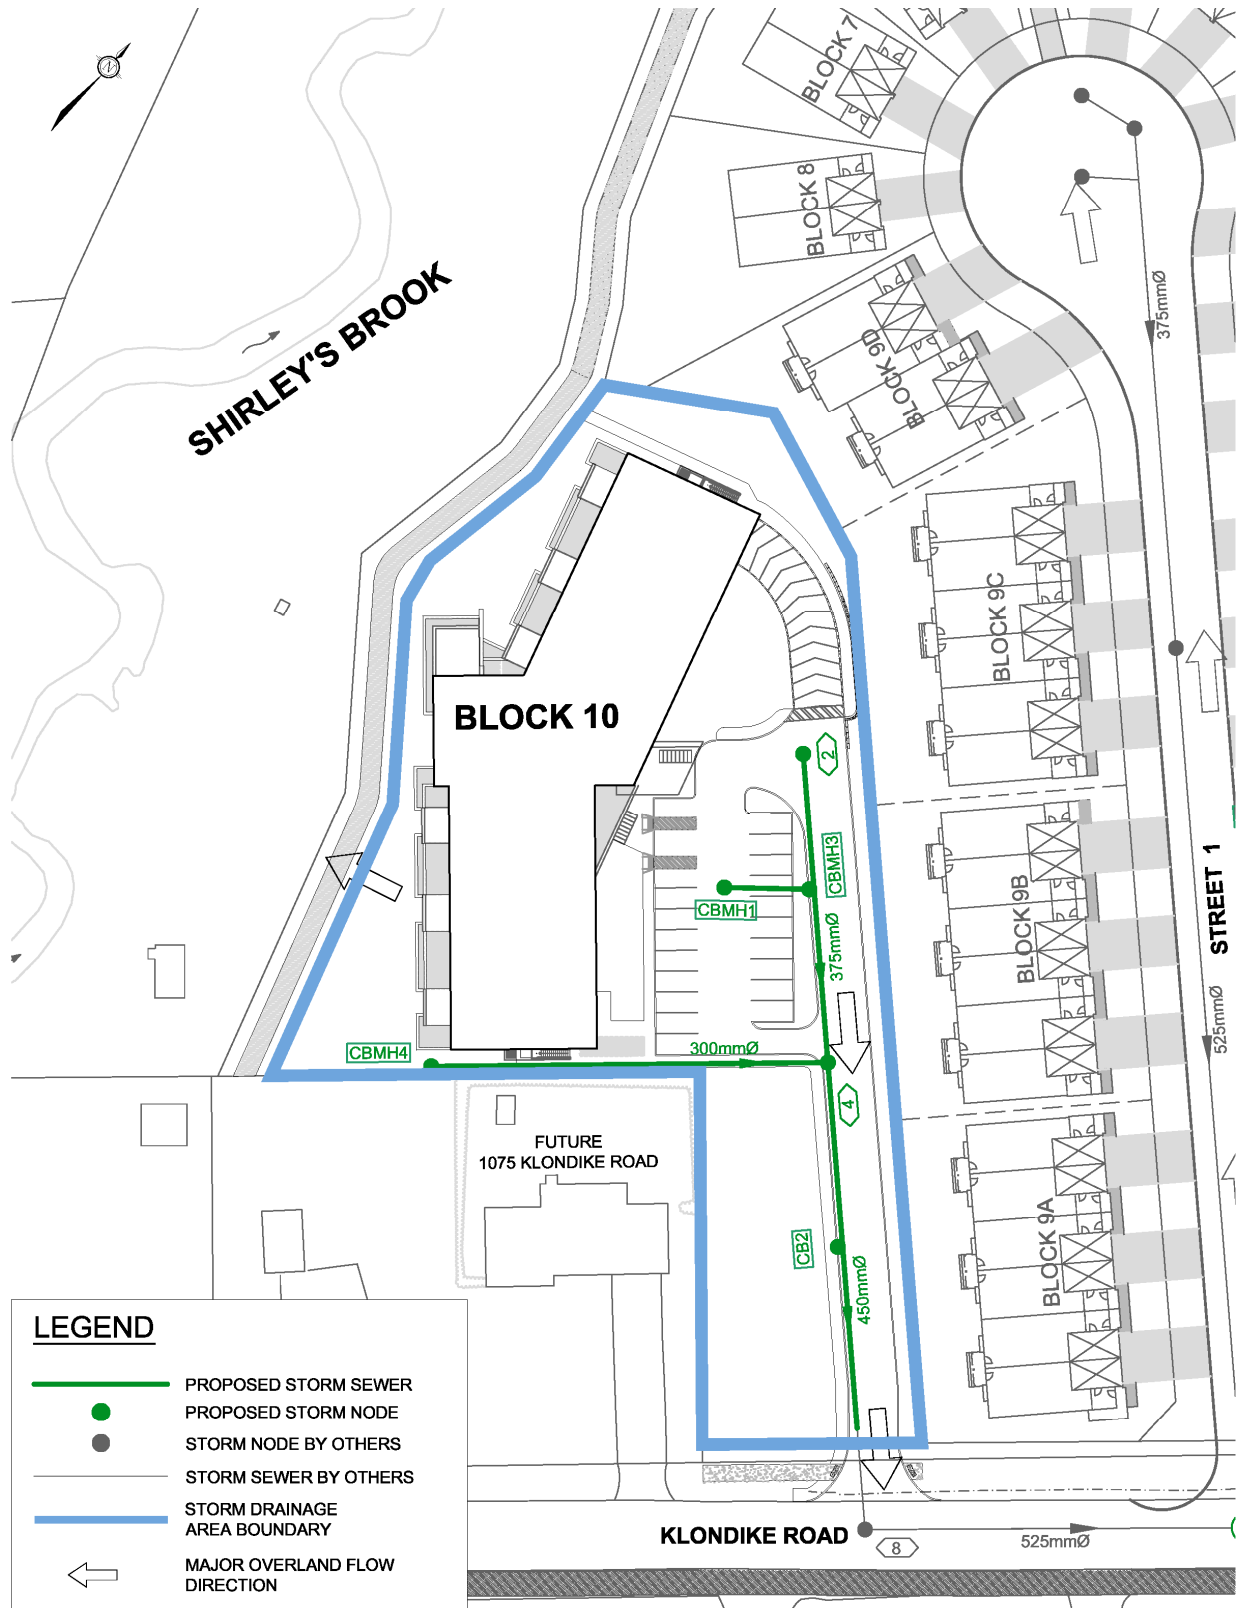 N
BLOCK 7
BLOCK 8
BLOCK 9D
375mmØ
SHIRLEY'S BROOK
BLOCK 9C
BLOCK 10
2
CBMH3
CBMH1
375mmØ
BLOCK 9B
STREET 1
525mmØ
CBMH4
300mmØ
4
FUTURE
1075 KLONDIKE ROAD
CB2
450mmØ
BLOCK 9A
LEGEND
PROPOSED STORM SEWER
PROPOSED STORM NODE
STORM NODE BY OTHERS
STORM SEWER BY OTHERS
STORM DRAINAGE
AREA BOUNDARY
MAJOR OVERLAND FLOW
DIRECTION
KLONDIKE ROAD
8
525mmØ